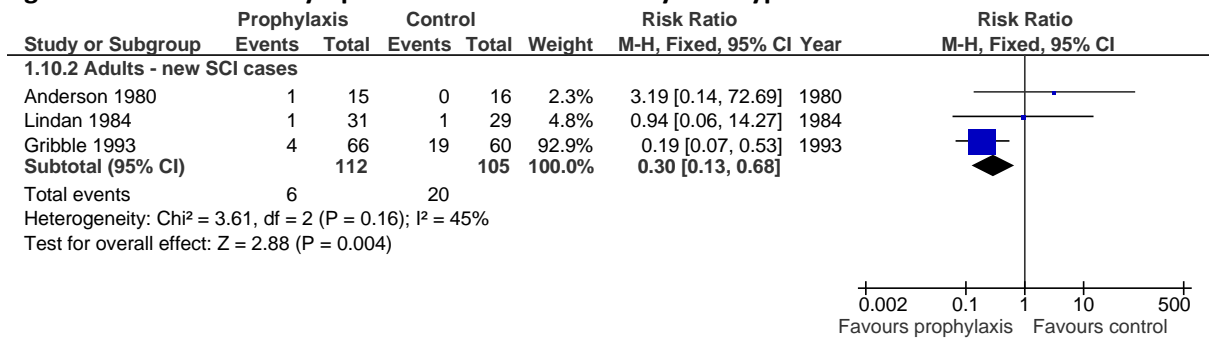 Prophylaxis Control Risk Ratio Risk Ratio
Study or Subgroup Events Total Events Total Weight M-H, Fixed, 95% CI Year M-H, Fixed, 95% CI
1.10.2 Adults - new SCI cases
Anderson 1980 1 15 0 16 2.3% 3.19 [0.14, 72.69] 1980
Lindan 1984 1 31 1 29 4.8% 0.94 [0.06, 14.27] 1984
Gribble 1993 4 66 19 60 92.9% 0.19 [0.07, 0.53] 1993
Subtotal (95% CI) 112 105 100.0% 0.30 [0.13, 0.68]
Total events 6 20
Heterogeneity: Chi² = 3.61, df = 2 (P = 0.16); I² = 45%
Test for overall effect: Z = 2.88 (P = 0.004)
0.002 0.1 1 10 500
Favours prophylaxis Favours control